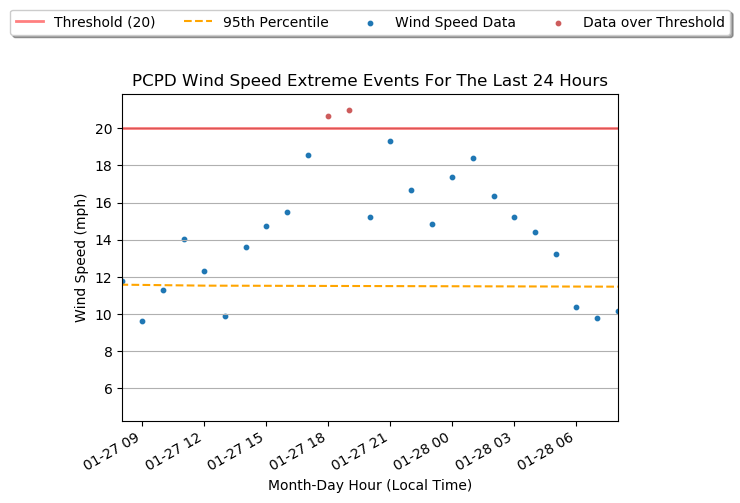 Threshold (20) 95th Percentile Wind Speed Data Data over Threshold
PCPD Wind Speed Extreme Events For The Last 24 Hours
Wind Speed (mph)
20
18
16
14
12
10
8
6
01-27 09 01-27 12 01-27 15 01-27 18 01-27 21 01-28 00 01-28 03 01-28 06
Month-Day Hour (Local Time)